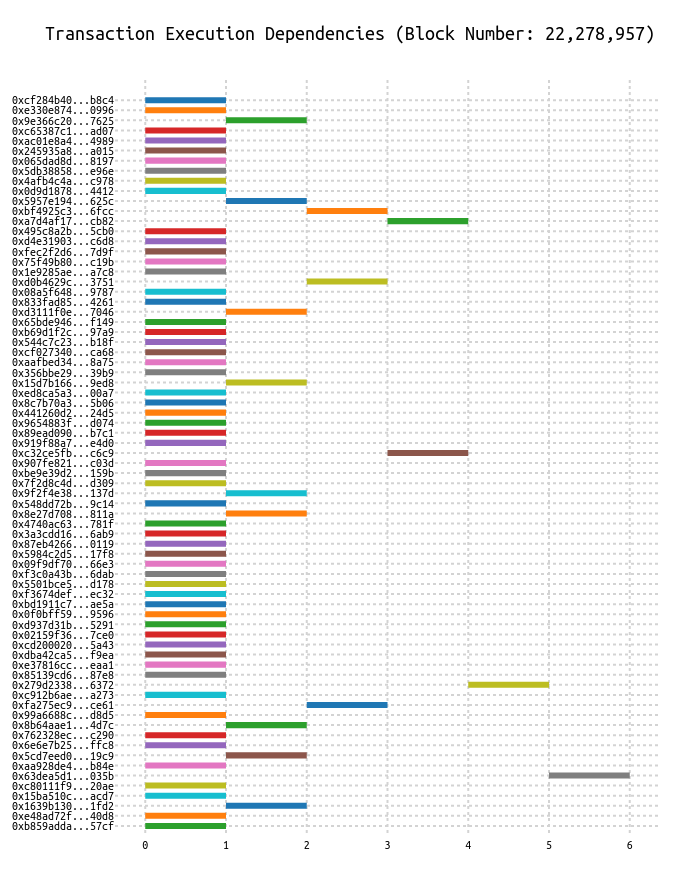 Transaction Execution Dependencies (Block Number: 22,278,957)
0xcf284b40...b8c4
0xe330e874...0996
0x9e366c20...7625
0xc65387c1...ad07
0xac01e8a4...4989
0x245935a8...a015
0x065dad8d...8197
0x5db38858...e96e
0x4afb4c4a...c978
0x0d9d1878...4412
0x5957e194...625c
0xbf4925c3...6fcc
0xa7d4af17...cb82
0x495c8a2b...5cb0
0xd4e31903...c6d8
0xfec2f2d6...7d9f
0x75f49b80...c19b
0x1e9285ae...a7c8
0xd0b4629c...3751
0x08a5f648...9787
0x833fad85...4261
0xd3111f0e...7046
0x65bde946...f149
0xb69d1f2c...97a9
0x544c7c23...b18f
0xcf027340...ca68
0xaafbed34...8a75
0x356bbe29...39b9
0x15d7b166...9ed8
0xed8ca5a3...00a7
0x8c7b70a3...5b06
0x441260d2...24d5
0x9654883f...d074
0x89ead090...b7c1
0x919f88a7...e4d0
0xc32ce5fb...c6c9
0x907fe821...c03d
0xbe9e39d2...159b
0x7f2d8c4d...d309
0x9f2f4e38...137d
0x548dd72b...9c14
0x8e27d708...811a
0x4740ac63...781f
0x3a3cdd16...6ab9
0x87eb4266...0119
0x5984c2d5...17f8
0x09f9df70...66e3
0xf3c0a43b...6dab
0x5501bce5...d178
0xf3674def...ec32
0xbd1911c7...ae5a
0x0f0bff59...9596
0xd937d31b...5291
0x02159f36...7ce0
0xcd200020...5a43
0xdba42ca5...f9ea
0xe37816cc...eaa1
0x85139cd6...87e8
0x279d2338...6372
0xc912b6ae...a273
0xfa275ec9...ce61
0x99a6688c...d8d5
0x8b64aae1...4d7c
0x762328ec...c290
0x6e6e7b25...ffc8
0x5cd7eed0...19c9
0xaa928de4...b84e
0x63dea5d1...035b
0xc80111f9...20ae
0x15ba510c...acd7
0x1639b130...1fd2
0xe48ad72f...40d8
0xb859adda...57cf
0 1 2 3 4 5 6